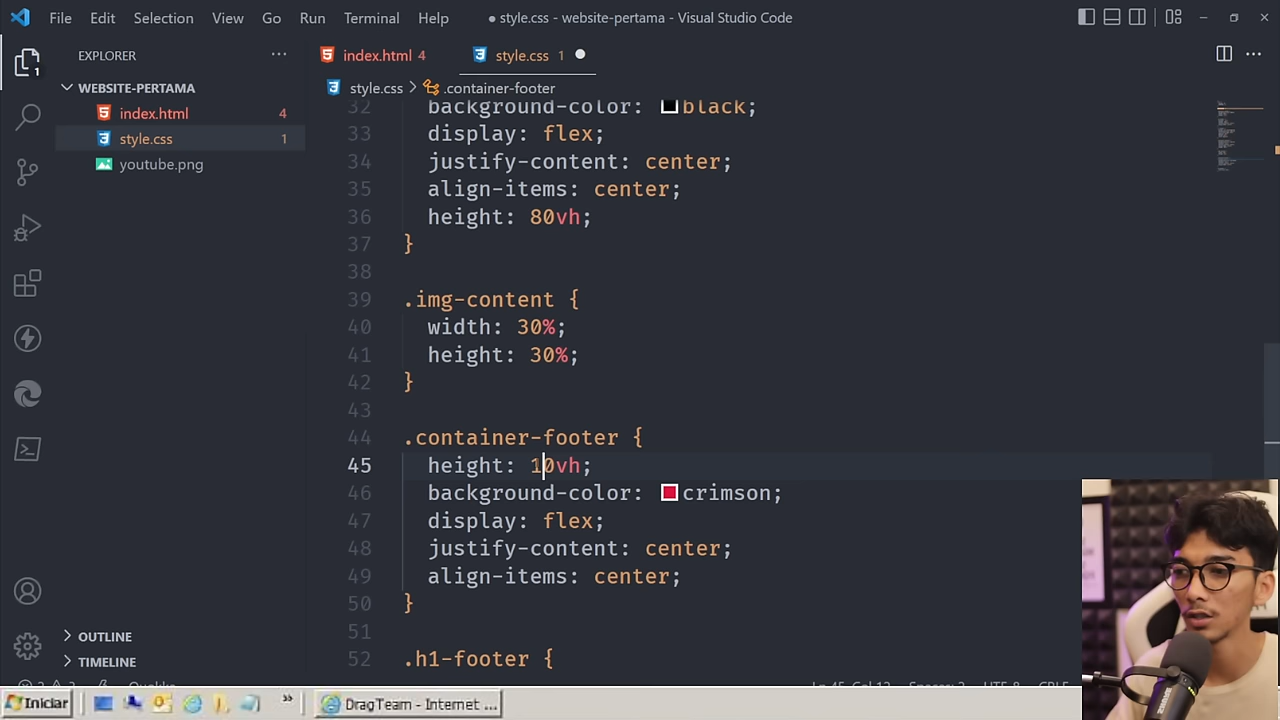 File Edit Selection View Go Run Terminal Help
● style.css - website-pertama - Visual Studio Code
EXPLORER
WEBSITE-PERTAMA
index.html 4
style.css 1
youtube.png
OUTLINE
TIMELINE
1
index.html 4
style.css 1
style.css > .container-footer
32 background-color: black;
33 display: flex;
34 justify-content: center;
35 align-items: center;
36 height: 80vh;
37 }
38
39 .img-content {
40 width: 30%;
41 height: 30%;
42 }
43
44 .container-footer {
45 height: 10vh;
46 background-color: crimson;
47 display: flex;
48 justify-content: center;
49 align-items: center;
50 }
51
52 .h1-footer {
Iniciar
DragTeam - Internet ...